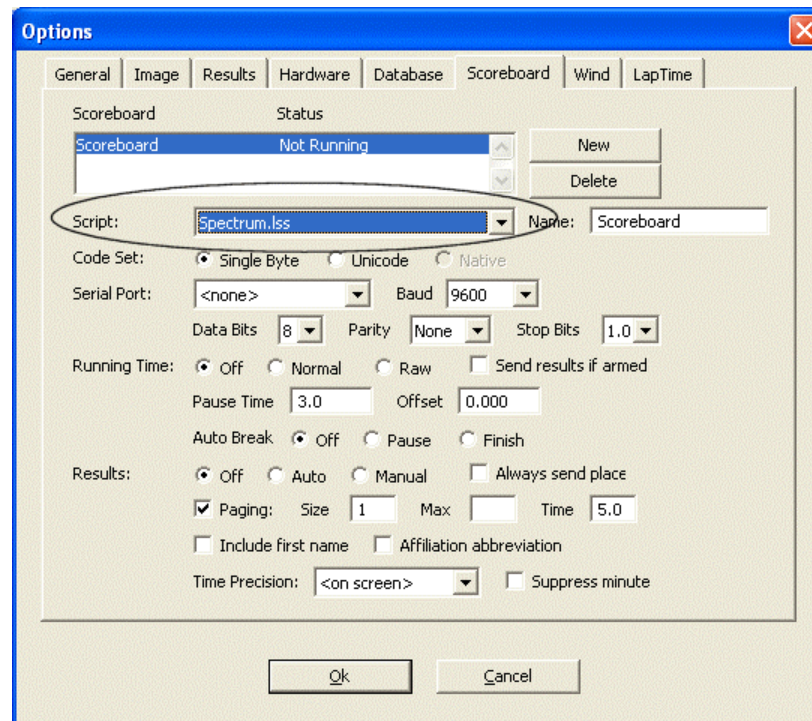 Options
General Image Results Hardware Database Scoreboard Wind LapTime
Scoreboard Status
Scoreboard Not Running
New
Delete
Script: Spectrum.lss Name: Scoreboard
Code Set: Single Byte Unicode Native
Serial Port: <none> Baud 9600
Data Bits 8 Parity None Stop Bits 1.0
Running Time: Off Normal Raw Send results if armed
Pause Time 3.0 Offset 0.000
Auto Break Off Pause Finish
Results: Off Auto Manual Always send place
Paging: Size 1 Max Time 5.0
Include first name Affiliation abbreviation
Time Precision: <on screen> Suppress minute
Ok Cancel